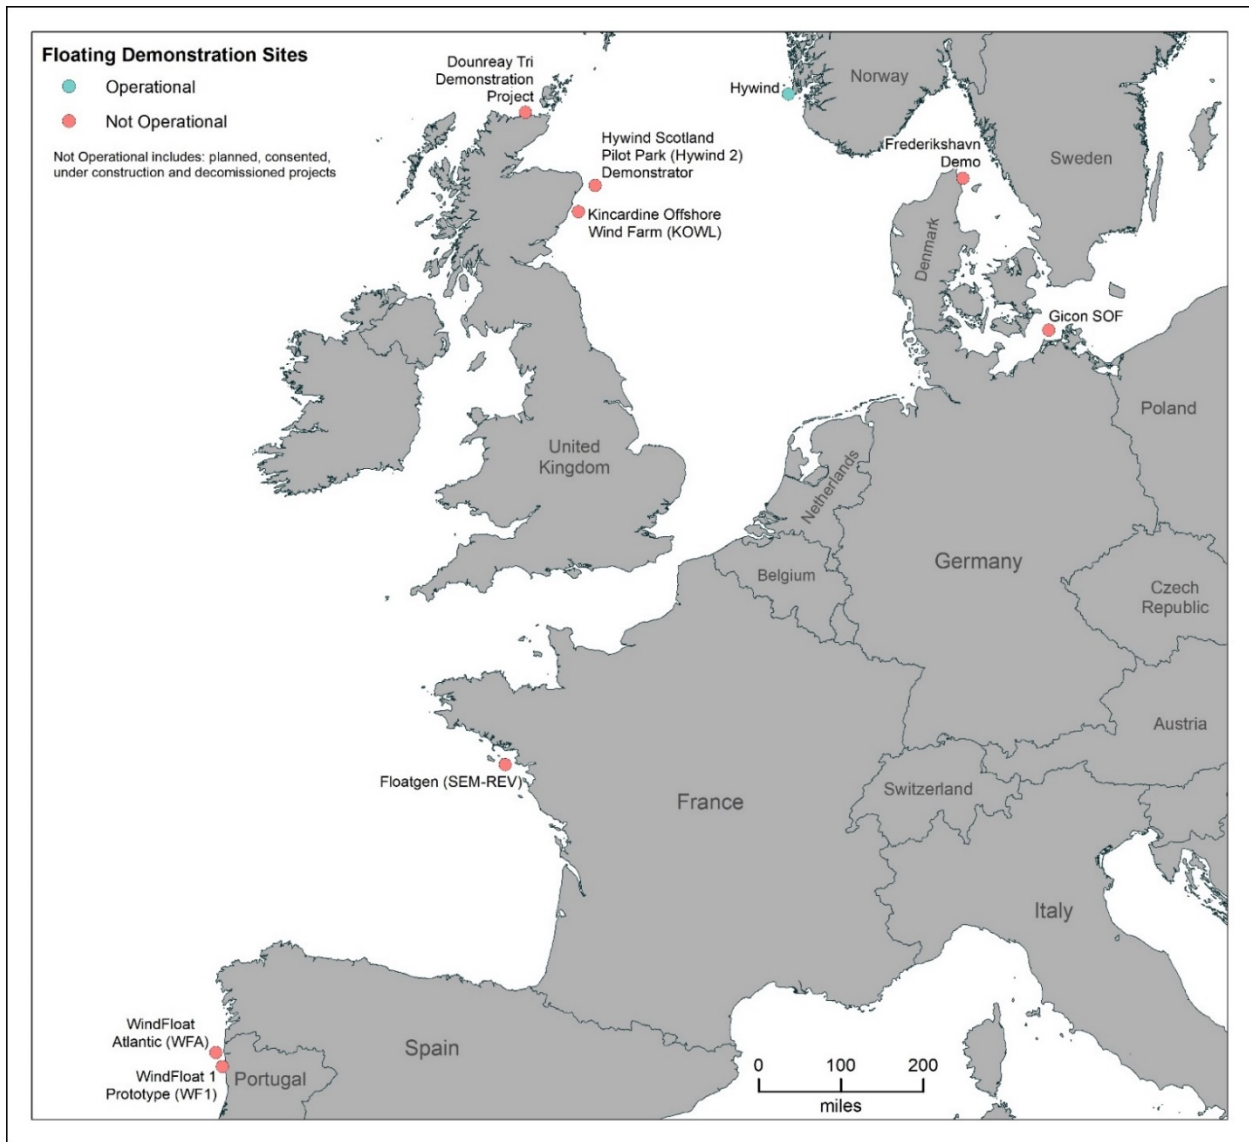 Floating Demonstration Sites
Operational
Not Operational
Not Operational includes: planned, consented,
under construction and decomissioned projects
Dounreay Tri
Demonstration
Project
Hywind
Norway
Hywind Scotland
Pilot Park (Hywind 2)
Demonstrator
Frederikshavn
Demo
Sweden
Kincardine Offshore
Wind Farm (KOWL)
Denmark
Gicon SOF
Poland
United
Kingdom
Netherlands
Germany
Belgium
Czech
Republic
Austria
Floatgen (SEM-REV)
France
Switzerland
Italy
WindFloat
Atlantic (WFA)
Spain
WindFloat 1
Prototype (WF1)
Portugal
0 100 200
miles